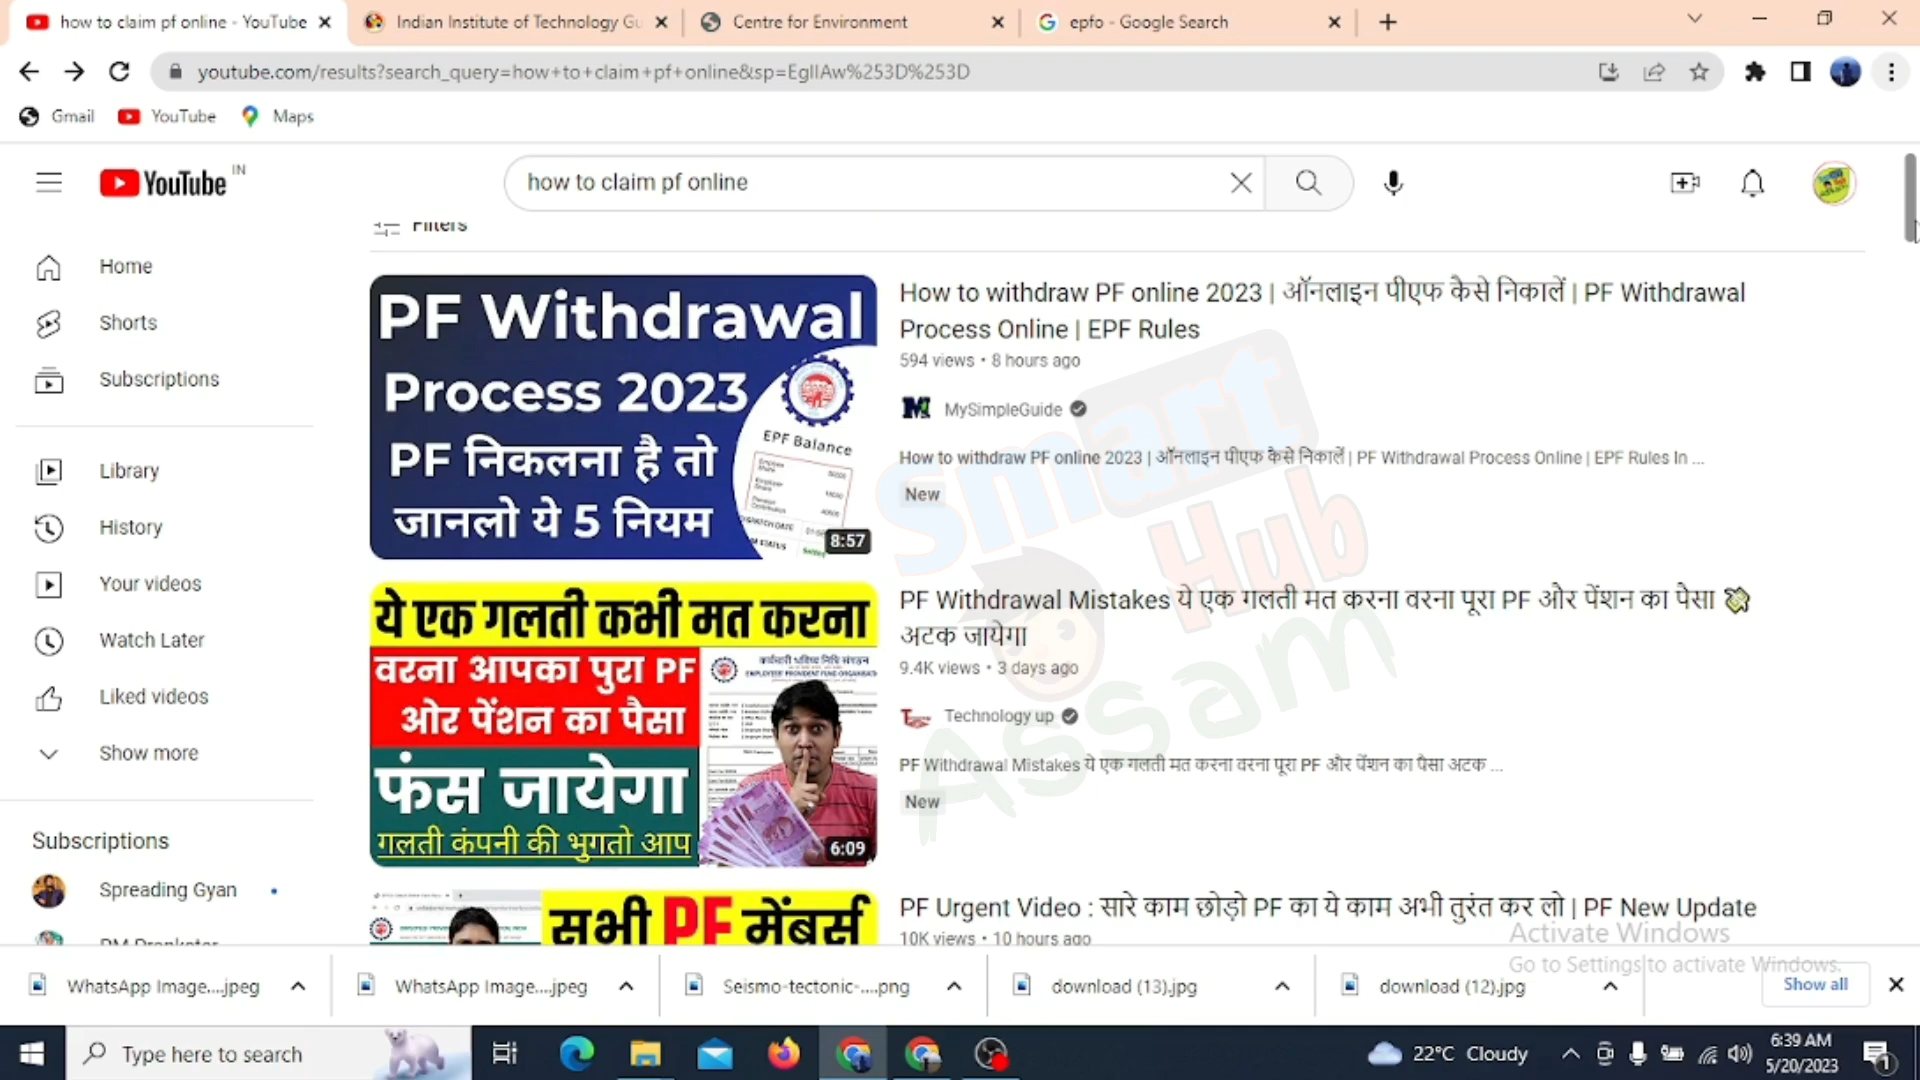 how to claim pf online - YouTube
Indian Institute of Technology Gu
Centre for Environment
epfo - Google Search
youtube.com/results?search_query=how+to+claim+pf+online&sp=EgIIAw%253D%253D
Gmail
YouTube
Maps
YouTube IN
how to claim pf online
Filters
Home
Shorts
Subscriptions
Library
History
Your videos
Watch Later
Liked videos
Show more
Subscriptions
Spreading Gyan
PF Withdrawal
Process 2023
PF निकलना है तो
जानलो ये 5 नियम
EPF Balance
8:57
How to withdraw PF online 2023 | ऑनलाइन पीएफ कैसे निकालें | PF Withdrawal
Process Online | EPF Rules
594 views • 8 hours ago
MySimpleGuide
How to withdraw PF online 2023 | ऑनलाइन पीएफ कैसे निकालें | PF Withdrawal Process Online | EPF Rules In ...
New
ये एक गलती कभी मत करना
वरना आपका पुरा PF
ओर पेंशन का पैसा
फंस जायेगा
गलती कंपनी की भुगतो आप
6:09
PF Withdrawal Mistakes ये एक गलती मत करना वरना पूरा PF और पेंशन का पैसा
अटक जायेगा
9.4K views • 3 days ago
Technology up
PF Withdrawal Mistakes ये एक गलती मत करना वरना पूरा PF और पेंशन का पैसा अटक ...
New
सभी PF मेंबर्स
PF Urgent Video : सारे काम छोड़ो PF का ये काम अभी तुरंत कर लो | PF New Update
10K views • 10 hours ago
Smart
Hub
Assam
Activate Windows
Go to Settings to activate Windows.
WhatsApp Image....jpeg
WhatsApp Image....jpeg
Seismo-tectonic-....png
download (13).jpg
download (12).jpg
Show all
Type here to search
22°C Cloudy
6:39 AM
5/20/2023
1